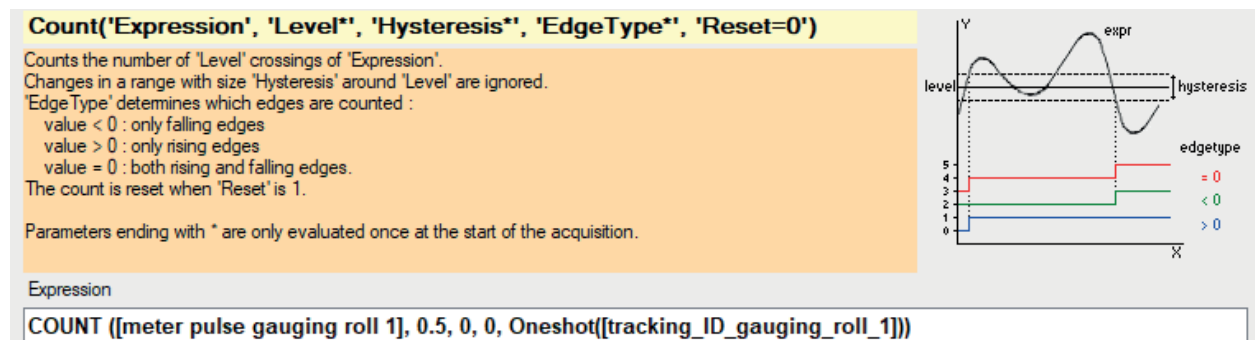 Count('Expression', 'Level*', 'Hysteresis*', 'EdgeType*', 'Reset=0')
Counts the number of 'Level' crossings of 'Expression'.
Changes in a range with size 'Hysteresis' around 'Level' are ignored.
'EdgeType' determines which edges are counted :
value < 0 : only falling edges
value > 0 : only rising edges
value = 0 : both rising and falling edges.
The count is reset when 'Reset' is 1.
Parameters ending with * are only evaluated once at the start of the acquisition.
Y
expr
level
hysteresis
edgetype
5
4
3
2
1
0
= 0
< 0
> 0
X
Expression
COUNT ([meter pulse gauging roll 1], 0.5, 0, 0, Oneshot([tracking_ID_gauging_roll_1]))